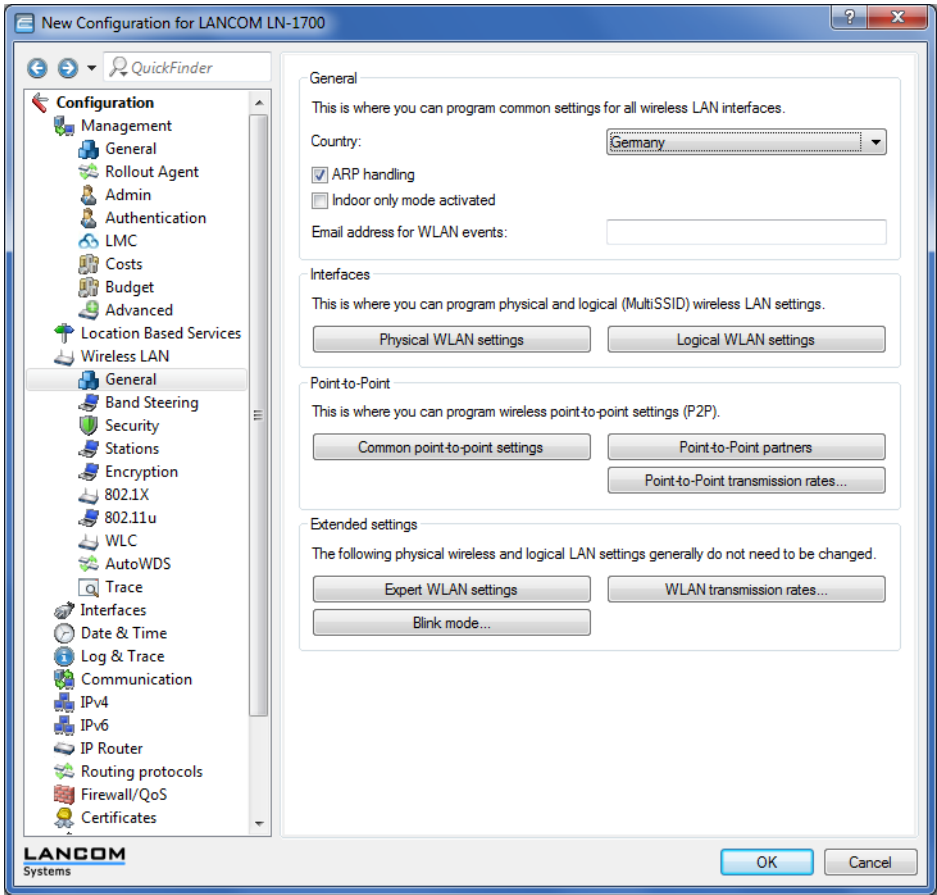 New Configuration for LANCOM LN-1700
?
QuickFinder
Configuration
Management
General
Rollout Agent
Admin
Authentication
LMC
Costs
Budget
Advanced
Location Based Services
Wireless LAN
General
Band Steering
Security
Stations
Encryption
802.1X
802.11u
WLC
AutoWDS
Trace
Interfaces
Date & Time
Log & Trace
Communication
IPv4
IPv6
IP Router
Routing protocols
Firewall/QoS
Certificates
General
This is where you can program common settings for all wireless LAN interfaces.
Country:
Germany
ARP handling
Indoor only mode activated
Email address for WLAN events:
Interfaces
This is where you can program physical and logical (MultiSSID) wireless LAN settings.
Physical WLAN settings
Logical WLAN settings
Point-to-Point
This is where you can program wireless point-to-point settings (P2P).
Common point-to-point settings
Point-to-Point partners
Point-to-Point transmission rates...
Extended settings
The following physical wireless and logical LAN settings generally do not need to be changed.
Expert WLAN settings
WLAN transmission rates...
Blink mode...
LANCOM
Systems
OK
Cancel